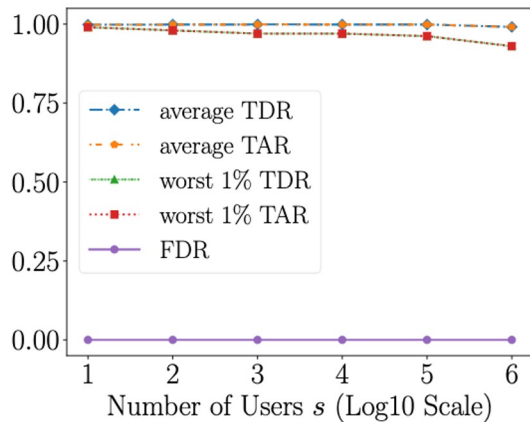 1.00
0.75
0.50
0.25
0.00
average TDR
average TAR
worst 1% TDR
worst 1% TAR
FDR
1 2 3 4 5 6
Number of Users s (Log10 Scale)